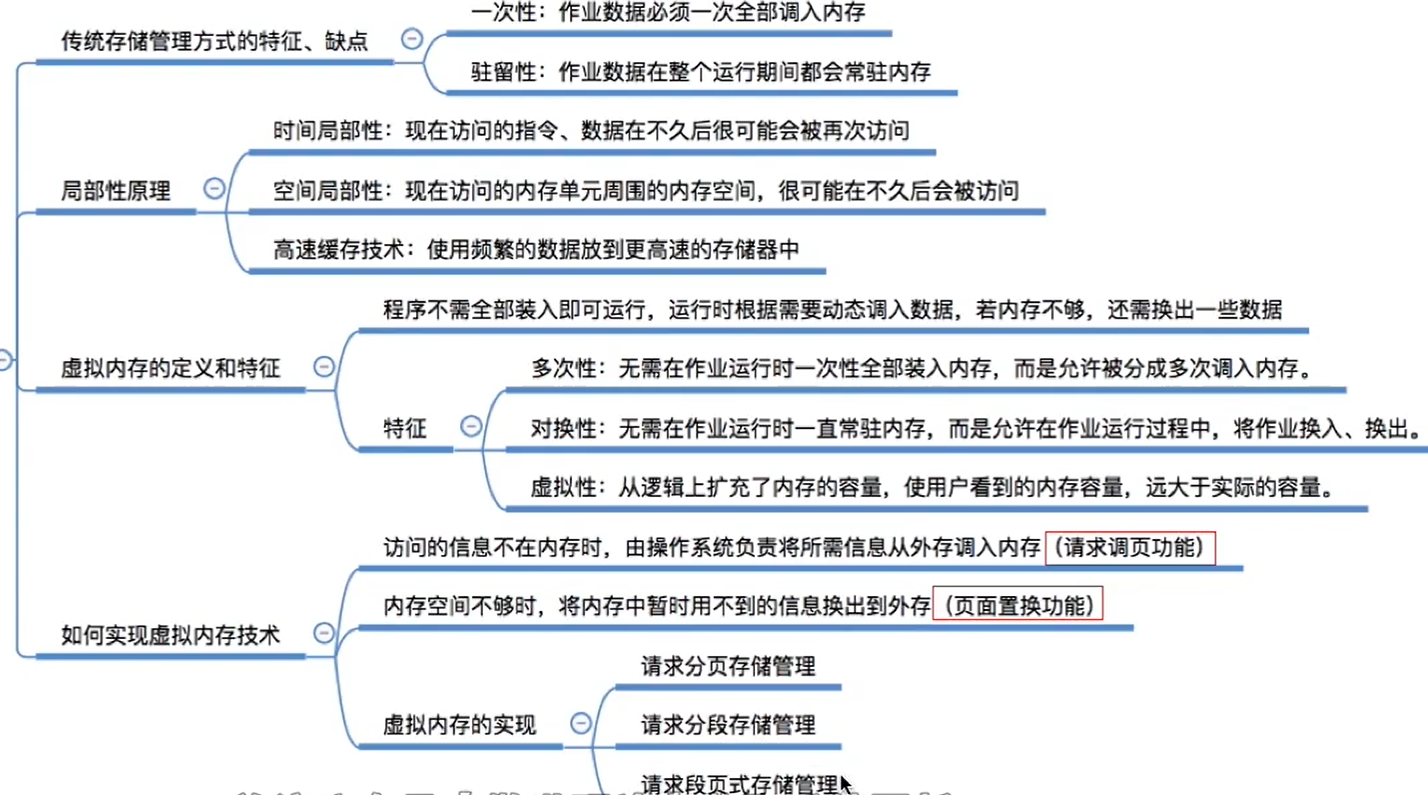 一次性：作业数据必须一次全部调入内存
传统存储管理方式的特征、缺点
驻留性：作业数据在整个运行期间都会常驻内存
时间局部性：现在访问的指令、数据在不久后很可能会被再次访问
局部性原理
空间局部性：现在访问的内存单元周围的内存空间，很可能在不久后会被访问
高速缓存技术：使用频繁的数据放到更高速的存储器中
程序不需全部装入即可运行，运行时根据需要动态调入数据，若内存不够，还需换出一些数据
虚拟内存的定义和特征
多次性：无需在作业运行时一次性全部装入内存，而是允许被分成多次调入内存。
特征
对换性：无需在作业运行时一直常驻内存，而是允许在作业运行过程中，将作业换入、换出。
虚拟性：从逻辑上扩充了内存的容量，使用户看到的内存容量，远大于实际的容量。
访问的信息不在内存时，由操作系统负责将所需信息从外存调入内存（请求调页功能）
内存空间不够时，将内存中暂时用不到的信息换出到外存（页面置换功能）
如何实现虚拟内存技术
请求分页存储管理
虚拟内存的实现
请求分段存储管理
请求段页式存储管理